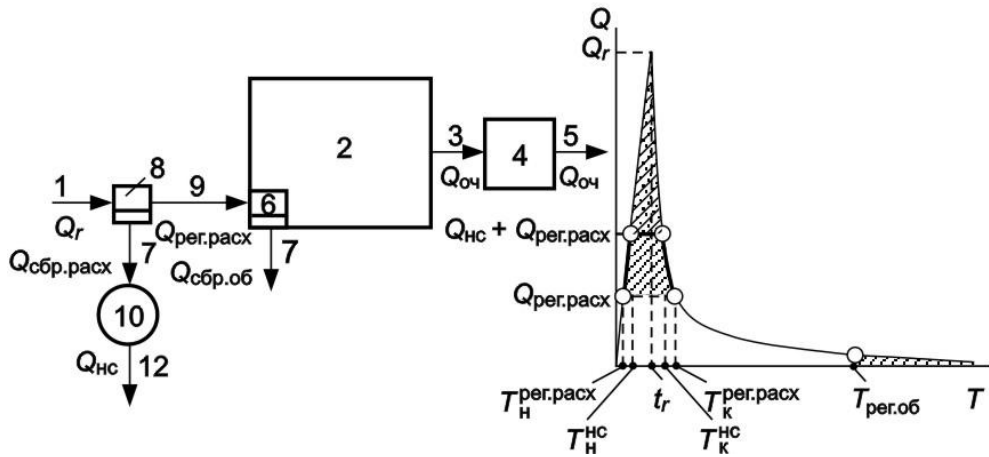 Q
Q_r
2
3
5
4
8
1
9
6
Q_оч
Q_оч
Q_r
7
Q_рег.расх
7
Q_сбр.расх
Q_сбр.об
10
Q_нс
12
Q_нс + Q_рег.расх
Q_рег.расх
T_н^рег.расх
t_r
T_к^рег.расх
T_рег.об
T
T_н^нс
T_к^нс